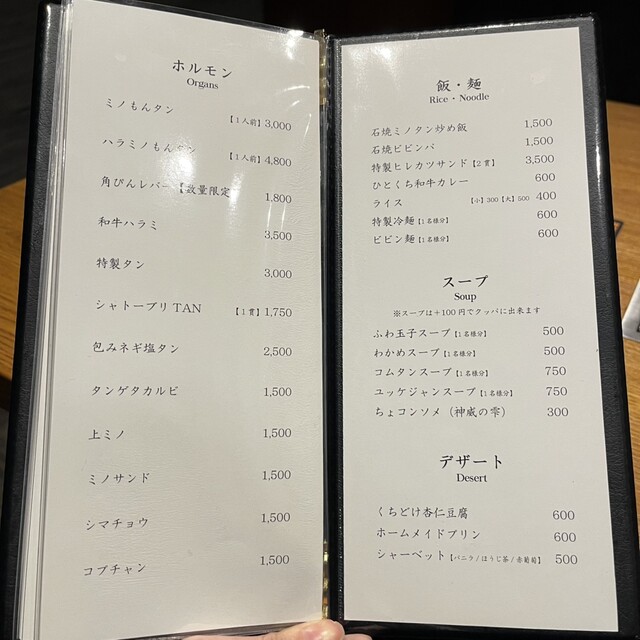 ホルモン
Organs
ミノもんタン 【1人前】3,000
ハラミノもんタン 【1人前】4,800
角ぴんレバー【数量限定 1,800
和牛ハラミ 3,500
特製タン 3,000
シャトーブリTAN 【1貫】1,750
包みネギ塩タン 2,500
タンゲタカルビ 1,500
上ミノ 1,500
ミノサンド 1,500
シマチョウ 1,500
コプチャン 1,500
飯・麺
Rice・Noodle
石焼ミノタン炒め飯 1,500
石焼ビビンバ 1,500
特製ヒレカツサンド【2貫】 3,500
ひとくち和牛カレー 600
ライス 【小】300【大】500 400
特製冷麺【1名様分】 600
ビビン麺【1名様分】 600
スープ
Soup
※スープは+100円でクッパに出来ます
ふわ玉子スープ【1名様分】 500
わかめスープ【1名様分】 500
コムタンスープ【1名様分】 750
ユッケジャンスープ【1名様分】 750
ちょコンソメ（神威の雫） 300
デザート
Desert
くちどけ杏仁豆腐 600
ホームメイドプリン 600
シャーベット【バニラ/ほうじ茶/赤葡萄】 500